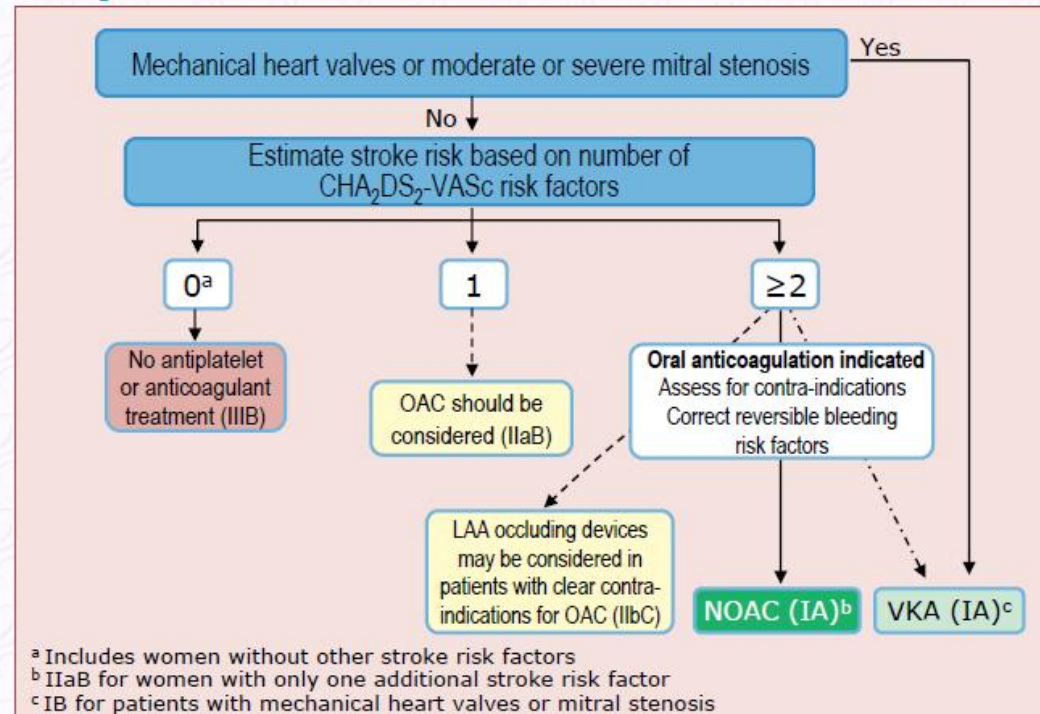 Mechanical heart valves or moderate or severe mitral stenosis
Yes
No
Estimate stroke risk based on number of
CHA₂DS₂-VASc risk factors
0ᵃ
1
≥2
No antiplatelet
or anticoagulant
treatment (IIIB)
OAC should be
considered (IIaB)
Oral anticoagulation indicated
Assess for contra-indications
Correct reversible bleeding
risk factors
LAA occluding devices
may be considered in
patients with clear contra-
indications for OAC (IIbC)
NOAC (IA)ᵇ
VKA (IA)ᶜ
ᵃ Includes women without other stroke risk factors
ᵇ IIaB for women with only one additional stroke risk factor
ᶜ IB for patients with mechanical heart valves or mitral stenosis